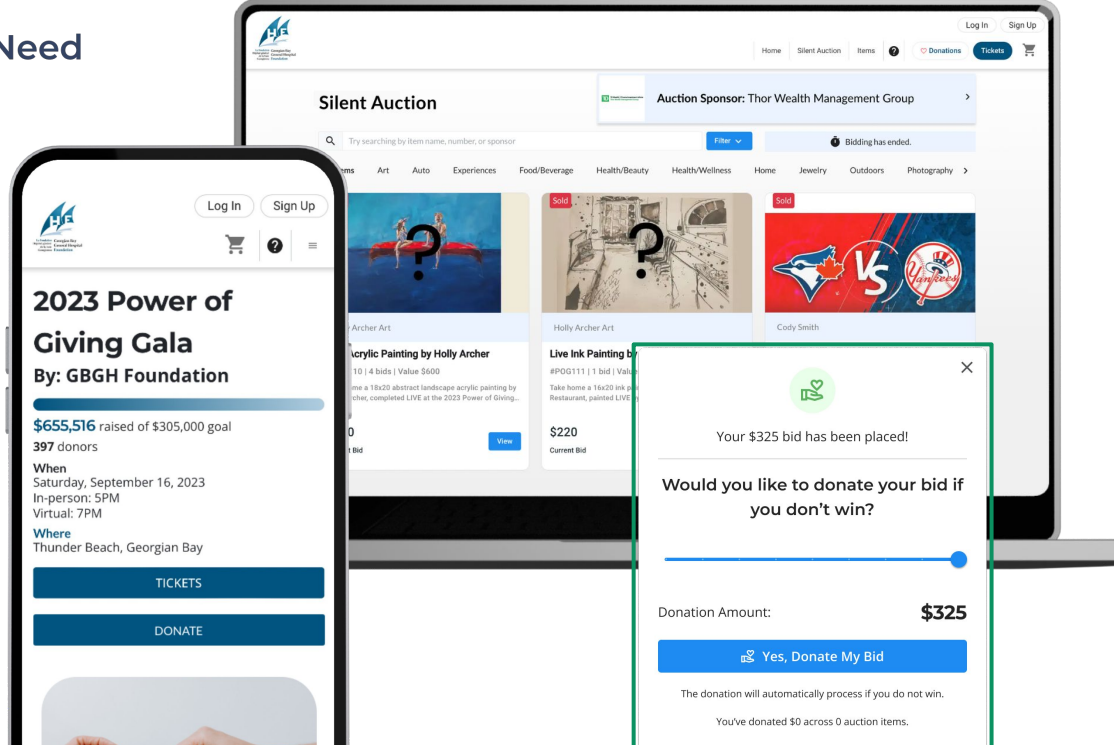 Need
Log In Sign Up
Home Silent Auction Items ? Donations Tickets
Silent Auction
Auction Sponsor: Thor Wealth Management Group
Try searching by item name, number, or sponsor
Filter
Bidding has ended.
ms Art Auto Experiences Food/Beverage Health/Beauty Health/Wellness Home Jewelry Outdoors Photography
Sold
Sold
?
?
VS
Yankees
Archer Art
Holly Archer Art
Cody Smith
Acrylic Painting by Holly Archer
10 | 4 bids | Value $600
me a 18x20 abstract landscape acrylic painting by
cher, completed LIVE at the 2023 Power of Giving...
0
t Bid
View
Live Ink Painting by
#POG111 | 1 bid | Valu
Take home a 16x20 ink p
Restaurant, painted LIVE
$220
Current Bid
Log In Sign Up
?
2023 Power of
Giving Gala
By: GBGH Foundation
$655,516 raised of $305,000 goal
397 donors
When
Saturday, September 16, 2023
In-person: 5PM
Virtual: 7PM
Where
Thunder Beach, Georgian Bay
TICKETS
DONATE
Your $325 bid has been placed!
Would you like to donate your bid if
you don't win?
Donation Amount: $325
Yes, Donate My Bid
The donation will automatically process if you do not win.
You've donated $0 across 0 auction items.